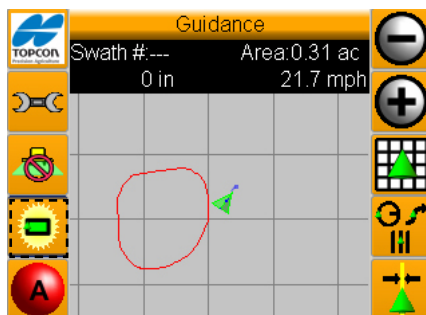 Guidance
TOPCON
Precision Agriculture
Swath #:--- Area:0.31 ac
0 in 21.7 mph
A